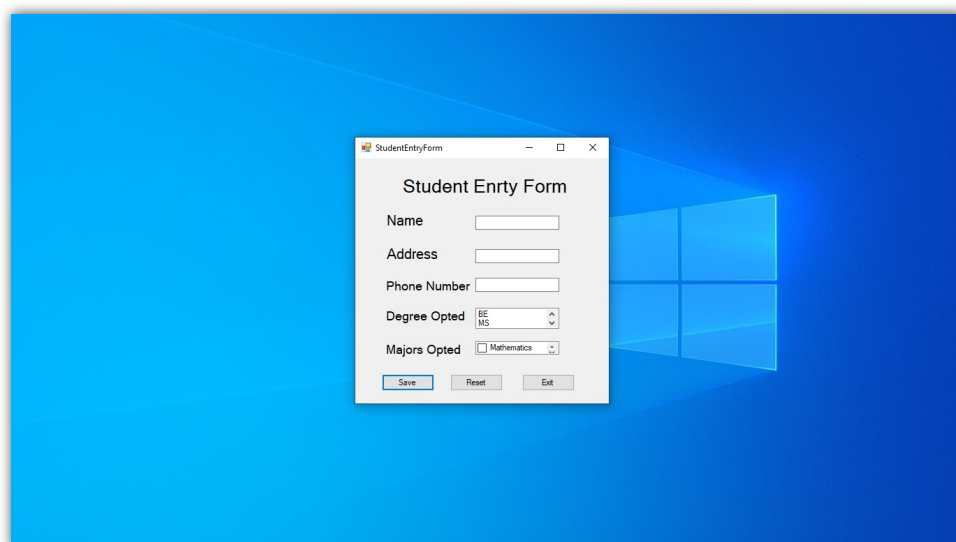 StudentEntryForm
Student Enrty Form
Name
Address
Phone Number
Degree Opted
BE
MS
Majors Opted
Mathematics
Save Reset Exit